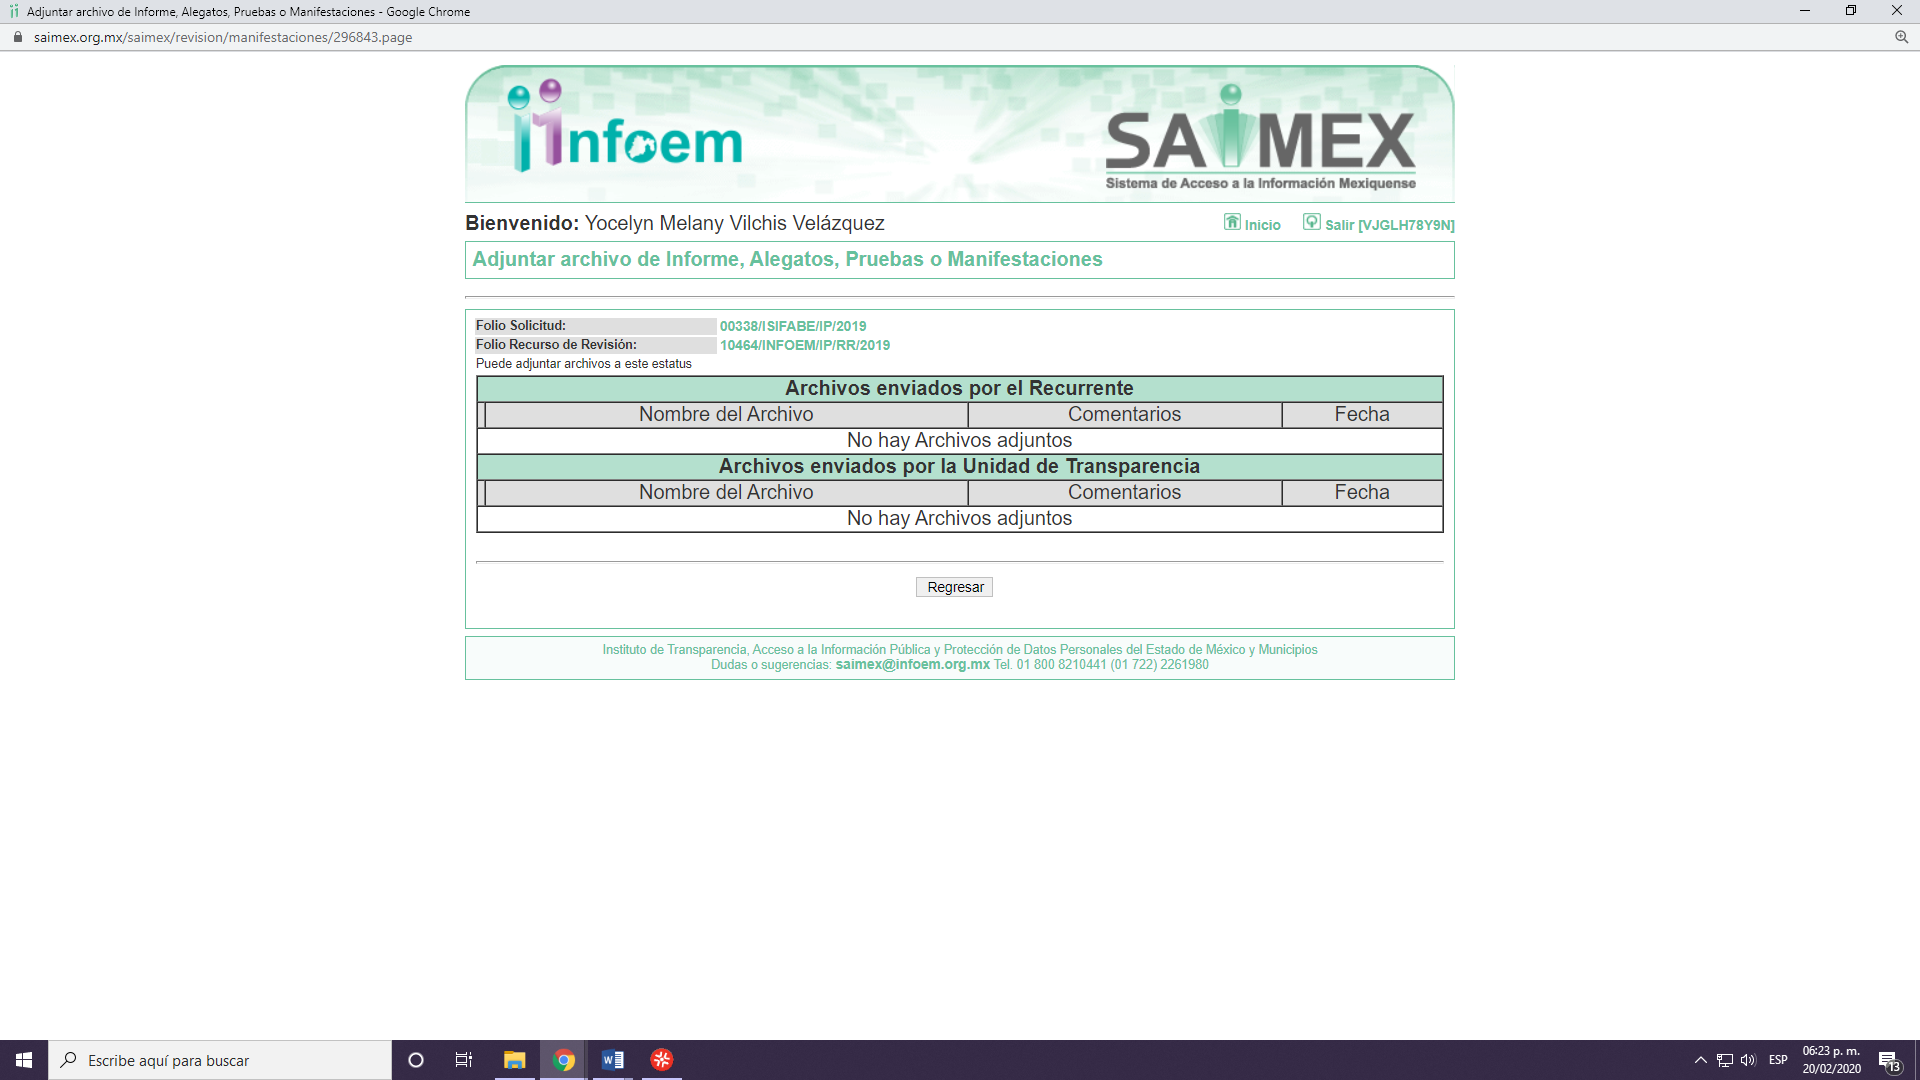 Adjuntar archivo de Informe, Alegatos, Pruebas o Manifestaciones - Google Chrome
saimex.org.mx/saimex/revision/manifestaciones/296843.page
infoem
SAIMEX
Sistema de Acceso a la Información Mexiquense
Bienvenido: Yocelyn Melany Vilchis Velázquez
Inicio
Salir [VJGLH78Y9N]
Adjuntar archivo de Informe, Alegatos, Pruebas o Manifestaciones
Folio Solicitud: 00338/ISIFABE/IP/2019
Folio Recurso de Revisión: 10464/INFOEM/IP/RR/2019
Puede adjuntar archivos a este estatus
Archivos enviados por el Recurrente
Nombre del Archivo Comentarios Fecha
No hay Archivos adjuntos
Archivos enviados por la Unidad de Transparencia
Nombre del Archivo Comentarios Fecha
No hay Archivos adjuntos
Regresar
Instituto de Transparencia, Acceso a la Información Pública y Protección de Datos Personales del Estado de México y Municipios
Dudas o sugerencias: saimex@infoem.org.mx Tel. 01 800 8210441 (01 722) 2261980
Escribe aquí para buscar
ESP
06:23 p. m.
20/02/2020
13